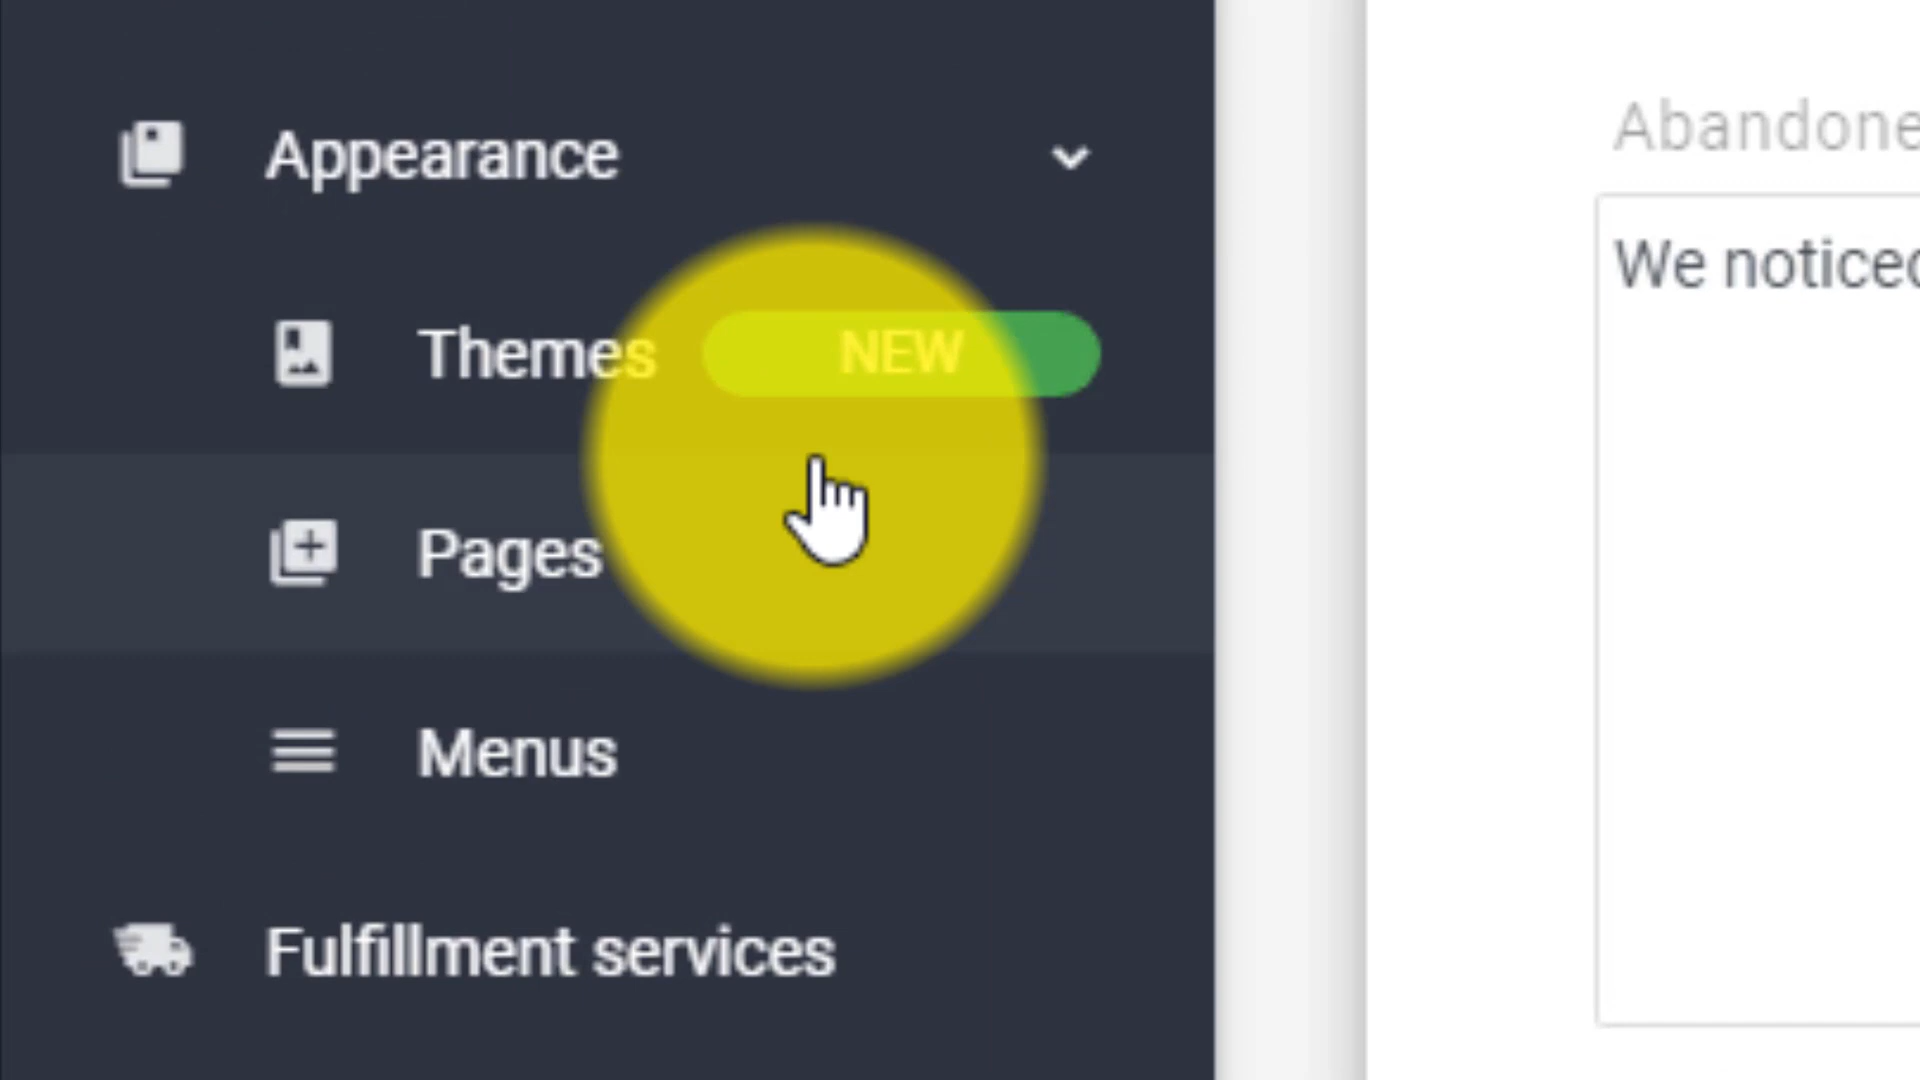 Appearance
Themes NEW
Pages
Menus
Fulfillment services
Abandone
We noticed